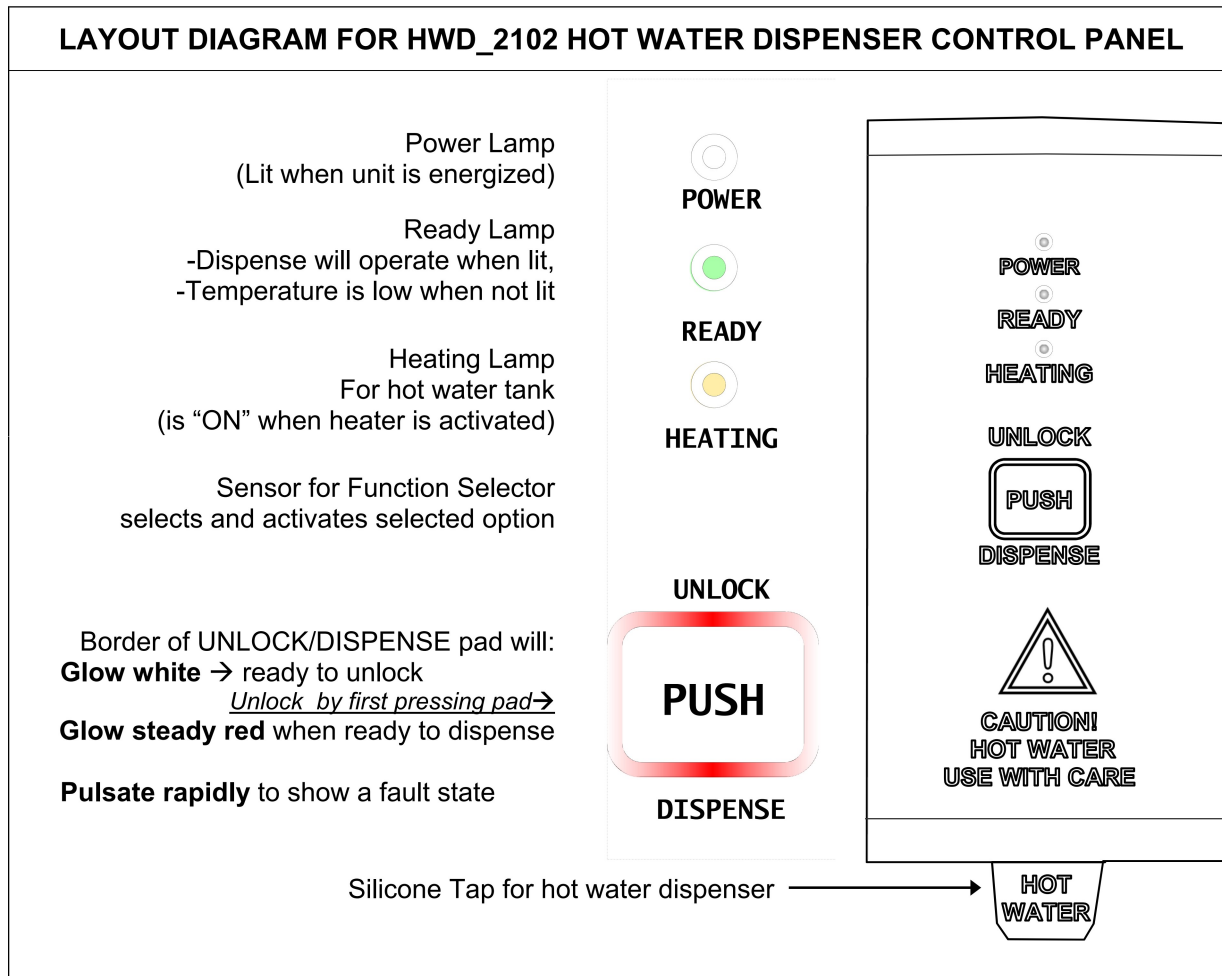 LAYOUT DIAGRAM FOR HWD_2102 HOT WATER DISPENSER CONTROL PANEL
Power Lamp
(Lit when unit is energized)
Ready Lamp
-Dispense will operate when lit,
-Temperature is low when not lit
Heating Lamp
For hot water tank
(is “ON” when heater is activated)
Sensor for Function Selector
selects and activates selected option
Border of UNLOCK/DISPENSE pad will:
Glow white → ready to unlock
Unlock by first pressing pad→
Glow steady red when ready to dispense
Pulsate rapidly to show a fault state
POWER
READY
HEATING
UNLOCK
PUSH
DISPENSE
POWER
READY
HEATING
UNLOCK
PUSH
DISPENSE
CAUTION!
HOT WATER
USE WITH CARE
Silicone Tap for hot water dispenser
HOT
WATER